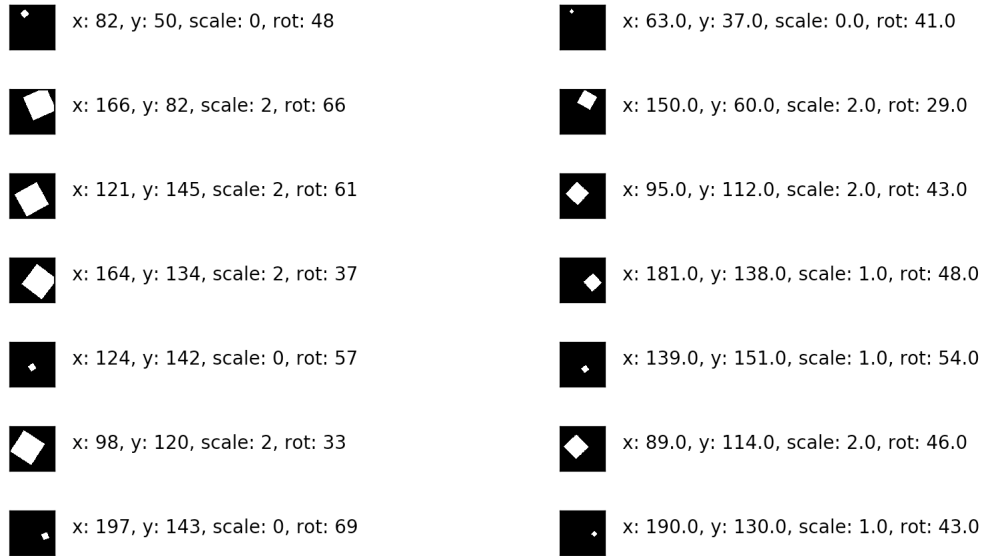 x: 82, y: 50, scale: 0, rot: 48
x: 63.0, y: 37.0, scale: 0.0, rot: 41.0
x: 166, y: 82, scale: 2, rot: 66
x: 150.0, y: 60.0, scale: 2.0, rot: 29.0
x: 121, y: 145, scale: 2, rot: 61
x: 95.0, y: 112.0, scale: 2.0, rot: 43.0
x: 164, y: 134, scale: 2, rot: 37
x: 181.0, y: 138.0, scale: 1.0, rot: 48.0
x: 124, y: 142, scale: 0, rot: 57
x: 139.0, y: 151.0, scale: 1.0, rot: 54.0
x: 98, y: 120, scale: 2, rot: 33
x: 89.0, y: 114.0, scale: 2.0, rot: 46.0
x: 197, y: 143, scale: 0, rot: 69
x: 190.0, y: 130.0, scale: 1.0, rot: 43.0